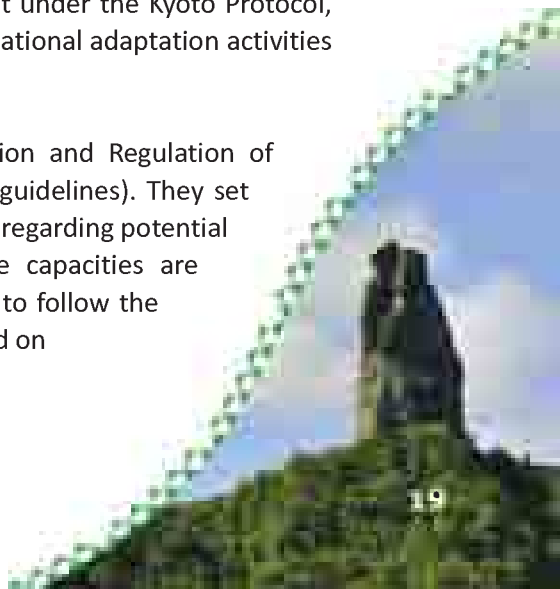 t under the Kyoto Protocol,
ational adaptation activities
ion and Regulation of
guidelines). They set
regarding potential
e capacities are
to follow the
d on
19